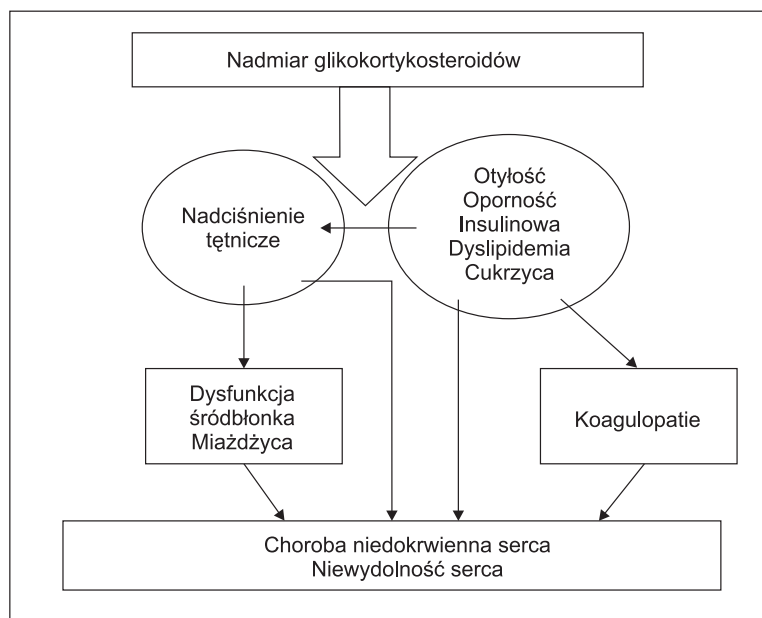 Nadmiar glikokortykosteroidów
Nadciśnienie
tętnicze
Otyłość
Oporność
Insulinowa
Dyslipidemia
Cukrzyca
Dysfunkcja
śródbłonka
Miażdżyca
Koagulopatie
Choroba niedokrwienna serca
Niewydolność serca